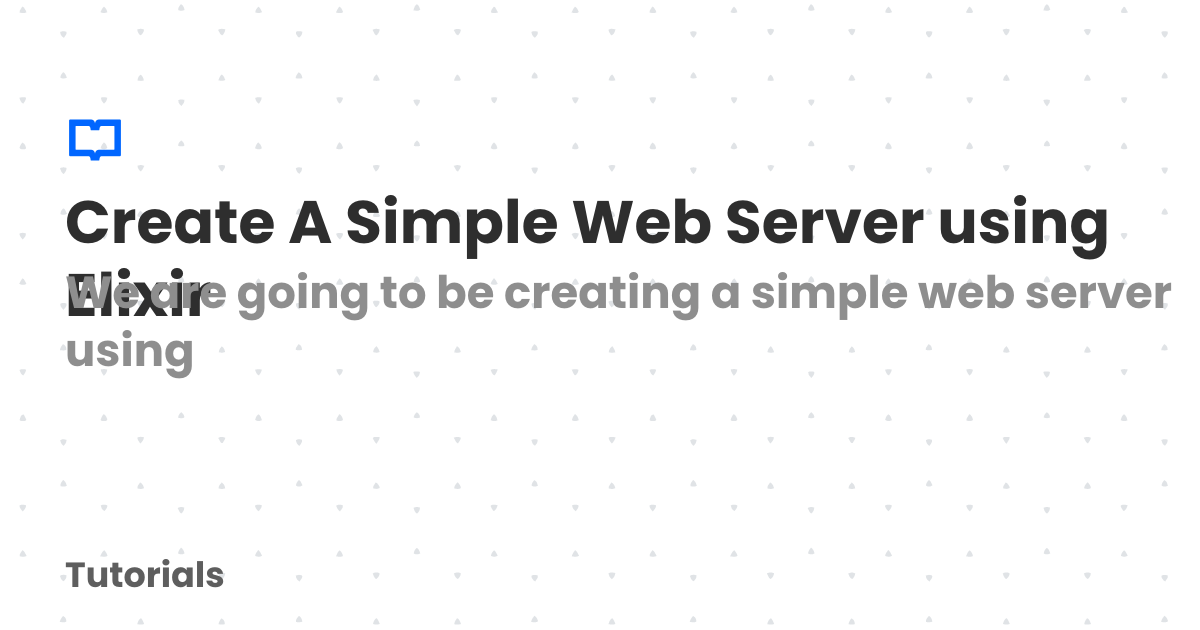 Create A Simple Web Server using
Elixir
We are going to be creating a simple web server
using
Tutorials